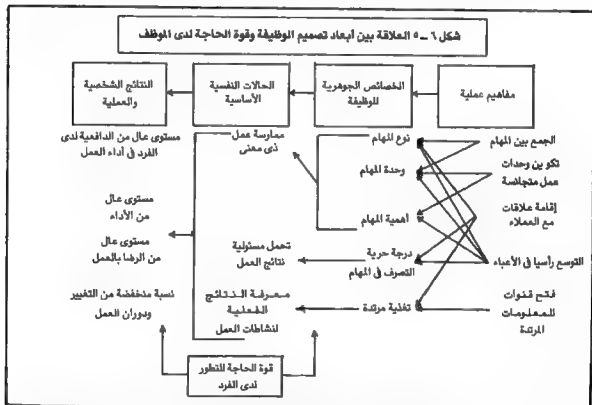 شكل ٦ – ٥ العلاقة بين أبعاد تصميم الوظيفة وقوة الحاجة لدى الموظف
مفاهيم عملية
الخصائص الجوهرية
للوظيفة
الحالات النفسية
الأساسية
النتائج الشخصية
والعملية
الجمع بين المهام
تكوين وحدات
عمل متجانسة
إقامة علاقات
مع العملاء
التوسع رأسيا فى الأعباء
فتح قنوات
للمعلومات
المرتدة
نوع المهام
وحدة المهام
أهمية المهام
درجة حرية
التصرف فى المهام
تغذية مرتدة
ممارسة عمل
ذى معنى
تحمل مسئولية
نتائج العمل
معرفة النتائج
الفعلية
لنشاطات العمل
مستوى عال من الدافعية لدى
الفرد فى أداء العمل
مستوى عال
من الأداء
مستوى عال
من الرضا بالعمل
نسبة منخفضة من التغيير
ودوران العمل
قوة الحاجة للتطور
لدى الفرد